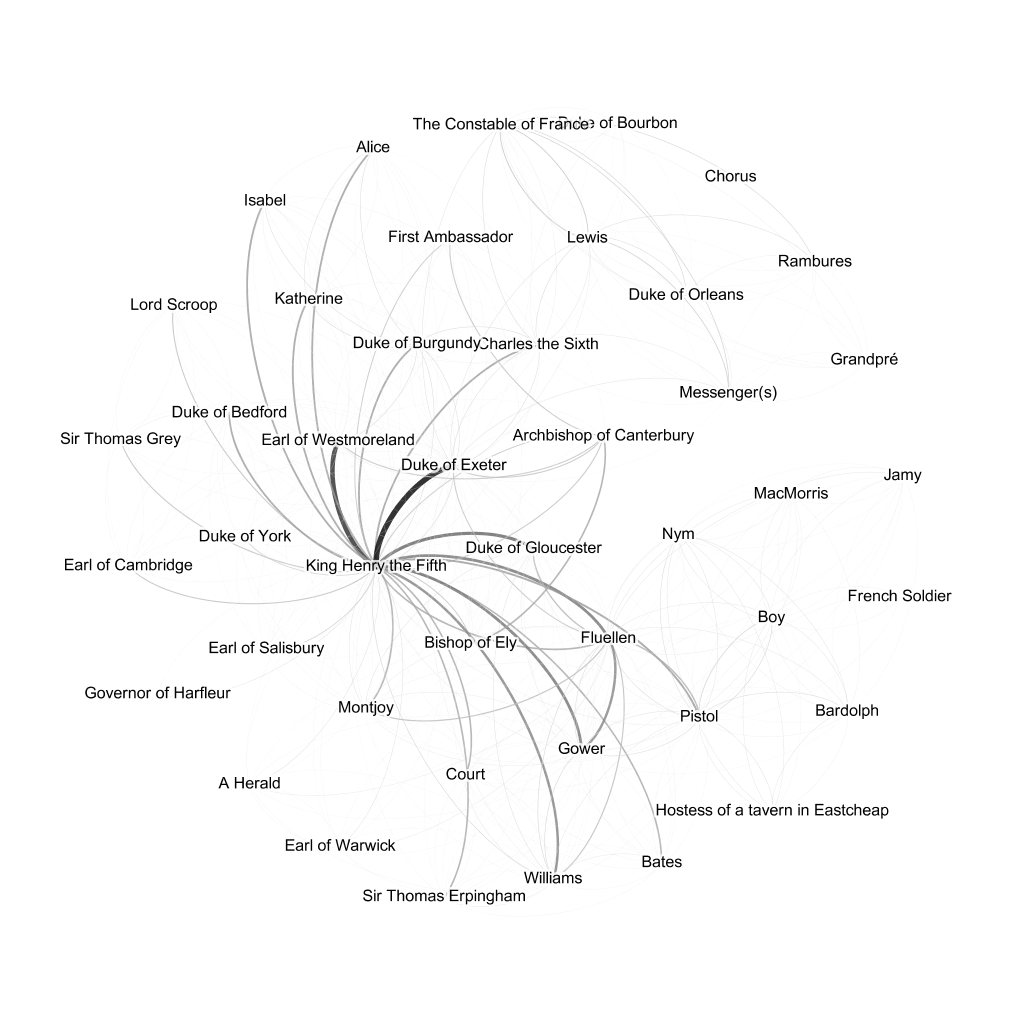 The Constable of France
of Bourbon
Alice
Chorus
Isabel
First Ambassador
Lewis
Rambures
Duke of Orleans
Katherine
Lord Scroop
Duke of Burgundy
Charles the Sixth
Grandpré
Messenger(s)
Duke of Bedford
Sir Thomas Grey
Earl of Westmoreland
Archbishop of Canterbury
Duke of Exeter
Jamy
MacMorris
Duke of York
Nym
Duke of Gloucester
Earl of Cambridge
King Henry the Fifth
French Soldier
Boy
Fluellen
Bishop of Ely
Earl of Salisbury
Governor of Harfleur
Montjoy
Bardolph
Pistol
Gower
Court
A Herald
Hostess of a tavern in Eastcheap
Earl of Warwick
Bates
Williams
Sir Thomas Erpingham